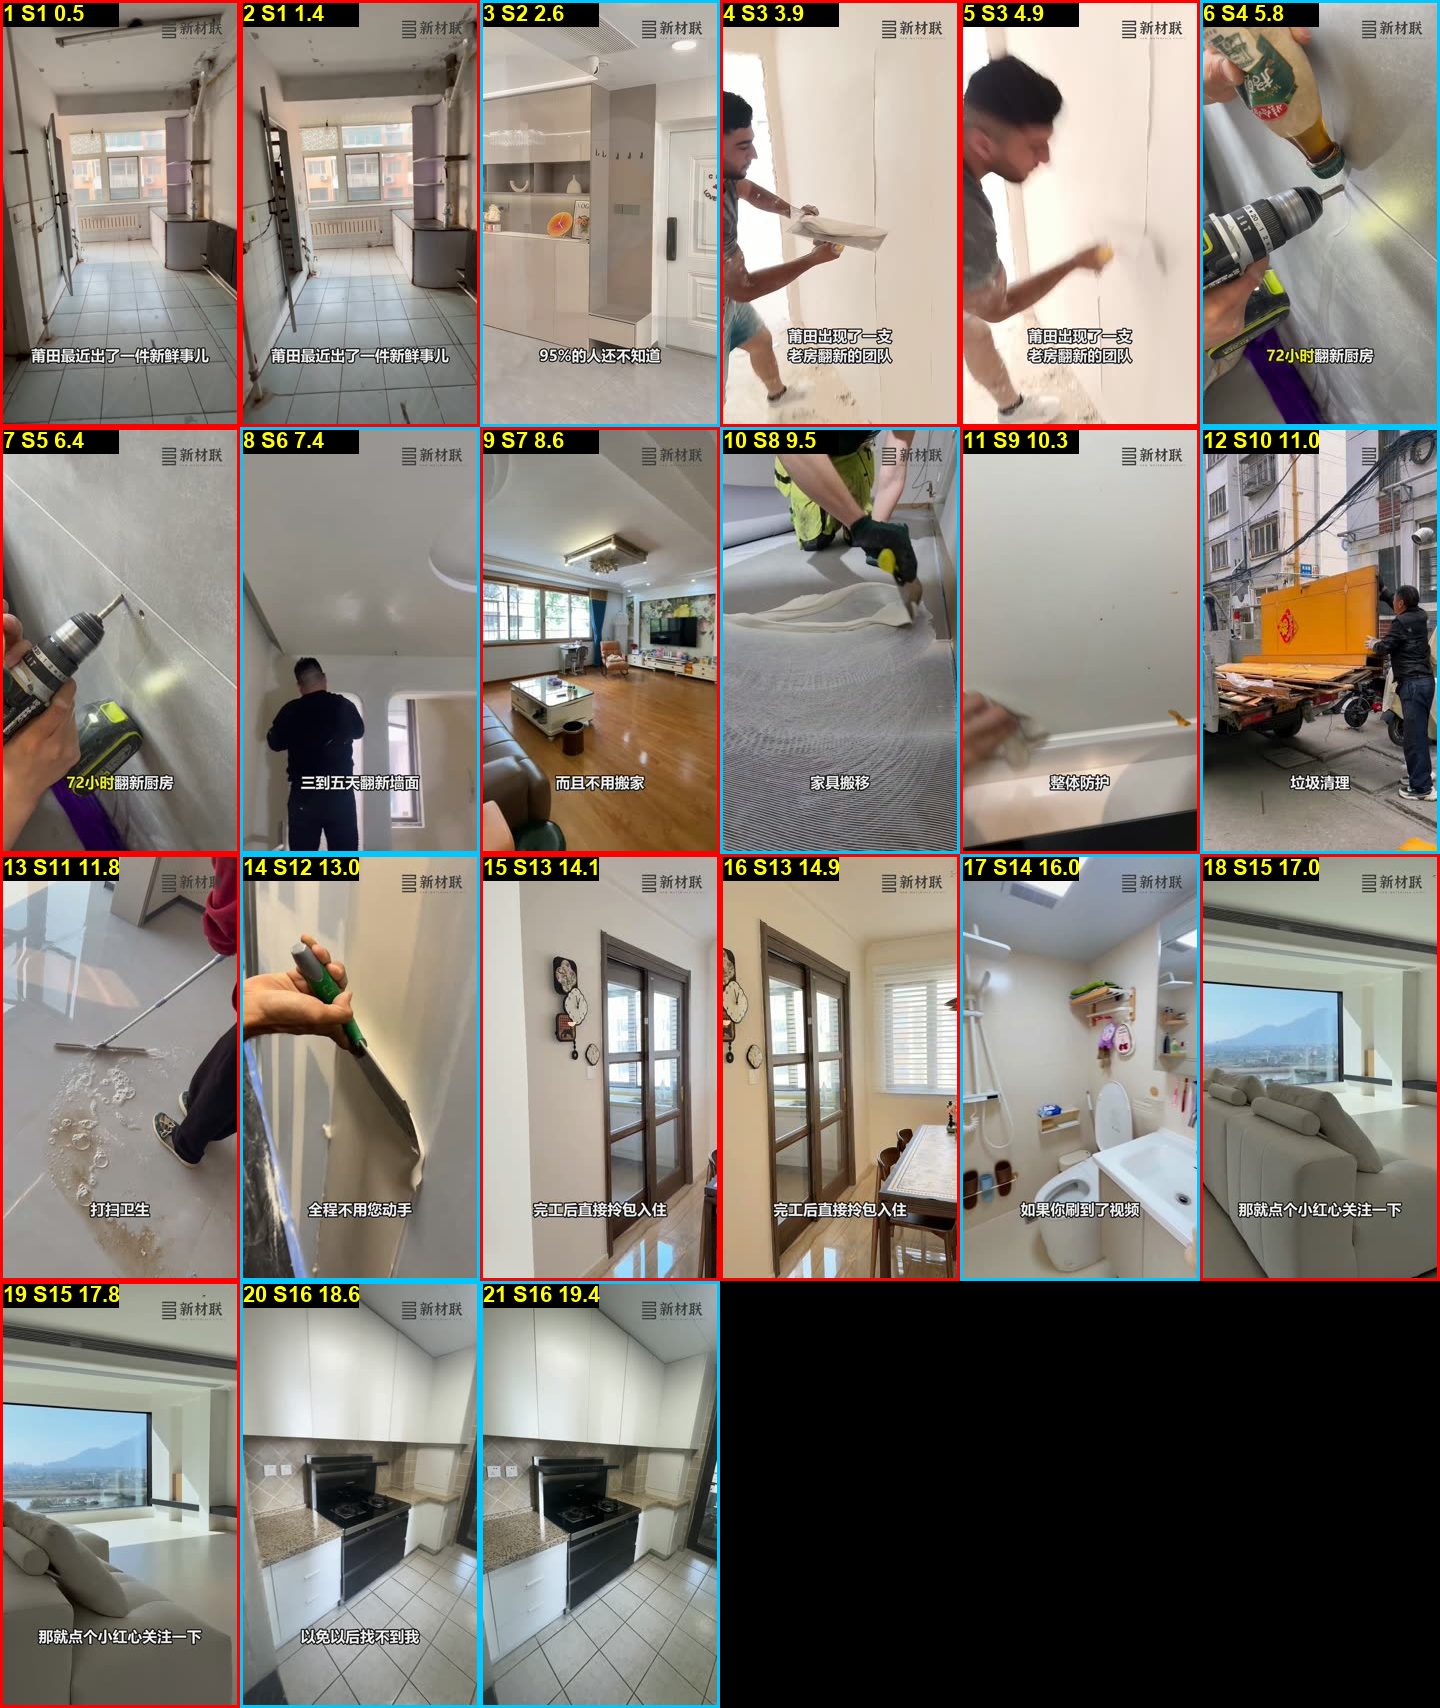 1 S1 0.5
新材联
莆田最近出了一件新鲜事儿
2 S1 1.4
新材联
莆田最近出了一件新鲜事儿
3 S2 2.6
新材联
95%的人还不知道
4 S3 3.9
新材联
莆田出现了一支
老房翻新的团队
5 S3 4.9
新材联
莆田出现了一支
老房翻新的团队
6 S4 5.8
新材联
72小时翻新厨房
7 S5 6.4
新材联
72小时翻新厨房
8 S6 7.4
新材联
三到五天翻新墙面
9 S7 8.6
新材联
而且不用搬家
10 S8 9.5
新材联
家具搬移
11 S9 10.3
新材联
整体防护
12 S10 11.0
新材联
垃圾清理
13 S11 11.8
新材联
打扫卫生
14 S12 13.0
新材联
全程不用您动手
15 S13 14.1
新材联
完工后直接拎包入住
16 S13 14.9
新材联
完工后直接拎包入住
17 S14 16.0
新材联
如果你刷到了视频
18 S15 17.0
新材联
那就点个小红心关注一下
19 S15 17.8
新材联
那就点个小红心关注一下
20 S16 18.6
新材联
以免以后找不到我
21 S16 19.4
新材联